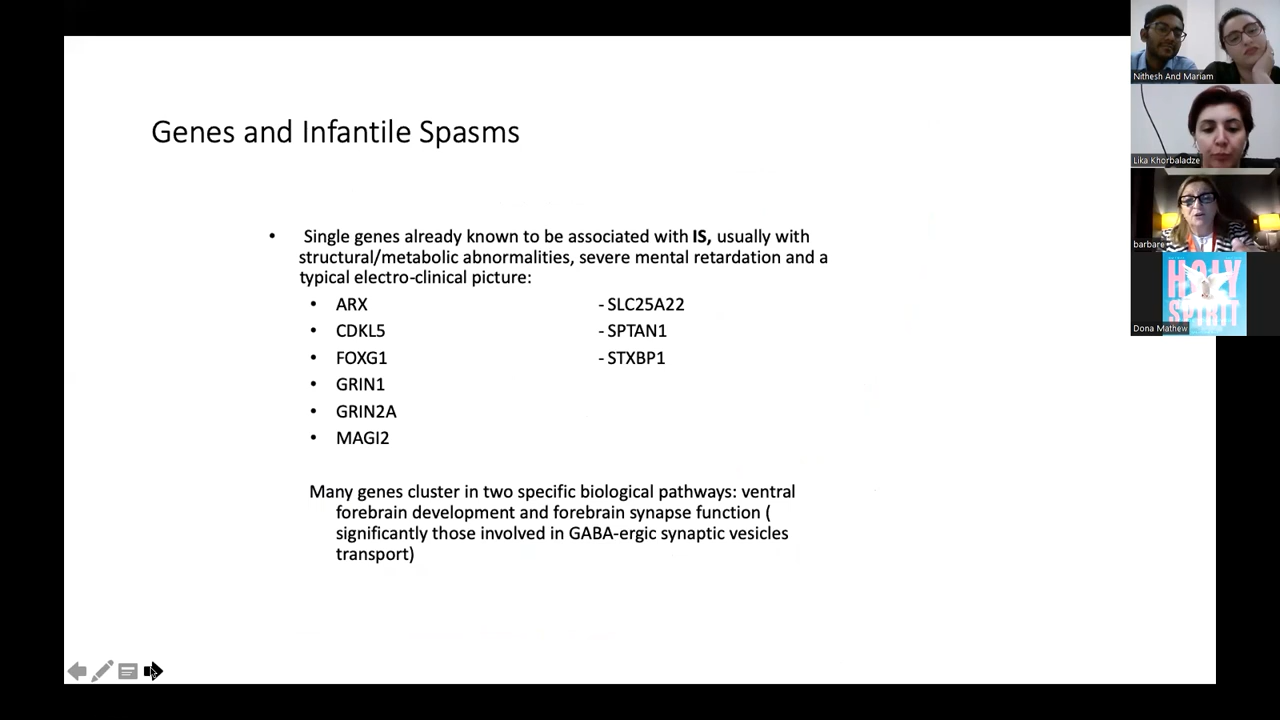 Genes and Infantile Spasms
• Single genes already known to be associated with IS, usually with
structural/metabolic abnormalities, severe mental retardation and a
typical electro-clinical picture:
• ARX - SLC25A22
• CDKL5 - SPTAN1
• FOXG1 - STXBP1
• GRIN1
• GRIN2A
• MAGI2
Many genes cluster in two specific biological pathways: ventral
forebrain development and forebrain synapse function (
significantly those involved in GABA-ergic synaptic vesicles
transport)
Nithesh And Mariam
Lika Khorbaladze
barbare
HOLY
SPIRIT
Dona Mathew